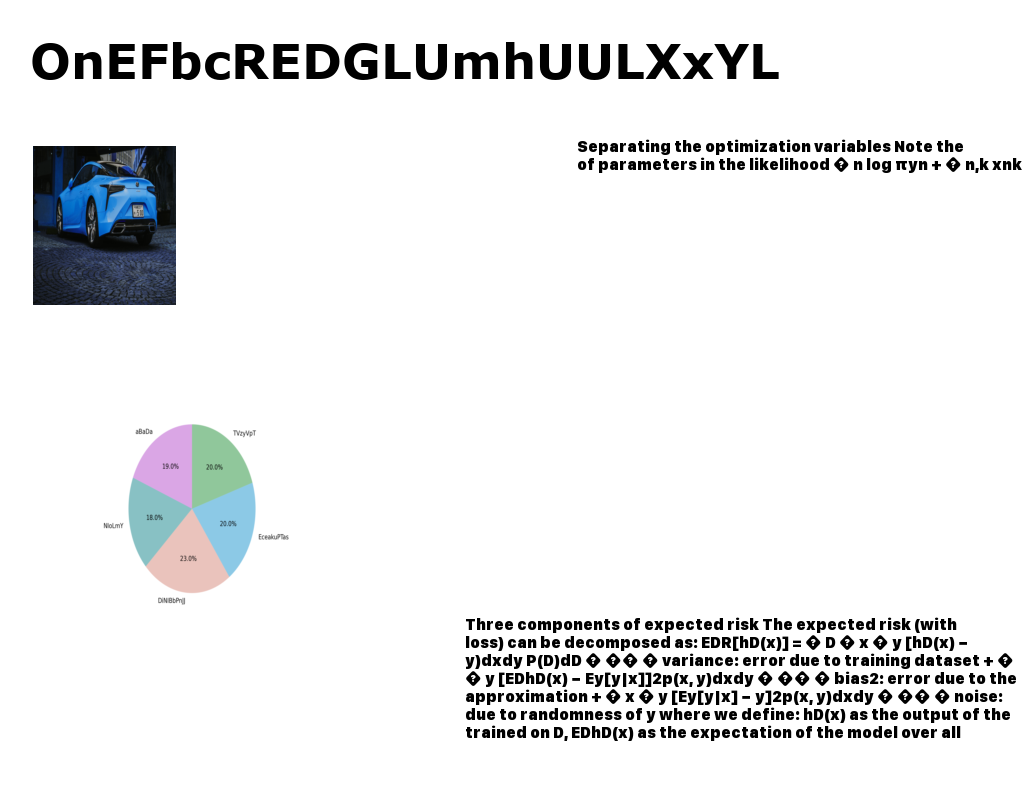 OnEFbcREDGLUmhUULXxYL
Separating the optimization variables Note the
of parameters in the likelihood � n log πyn + � n,k xnk
aBaDa
TVzyVpT
19.0%
20.0%
18.0%
20.0%
NloLmY
EceakuPTas
23.0%
Three components of expected risk The expected risk (with
loss) can be decomposed as: EDR[hD(x)] = � D � x � y [hD(x) −
y)dxdy P(D)dD � �� � variance: error due to training dataset + �
� y [EDhD(x) − Ey[y|x]]2p(x, y)dxdy � �� � bias2: error due to the
approximation + � x � y [Ey[y|x] − y]2p(x, y)dxdy � �� � noise:
due to randomness of y where we define: hD(x) as the output of the
trained on D, EDhD(x) as the expectation of the model over all